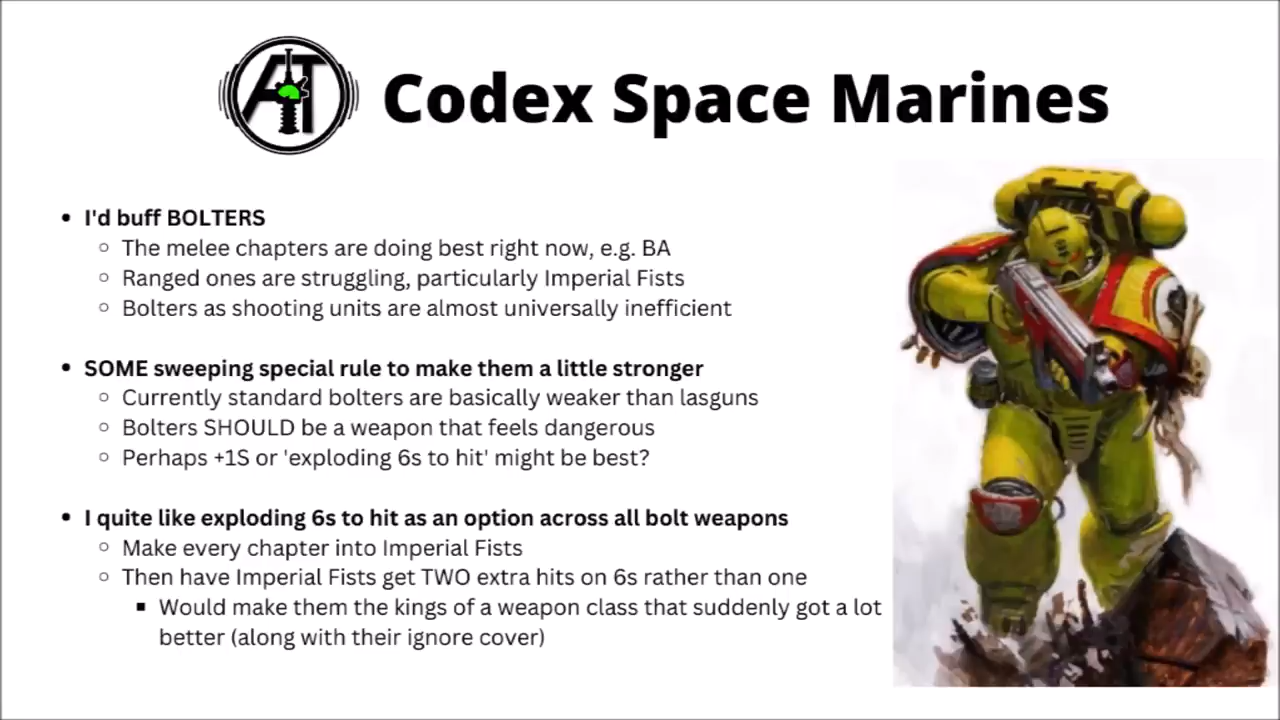 AT
Codex Space Marines
• I'd buff BOLTERS
○ The melee chapters are doing best right now, e.g. BA
○ Ranged ones are struggling, particularly Imperial Fists
○ Bolters as shooting units are almost universally inefficient
• SOME sweeping special rule to make them a little stronger
○ Currently standard bolters are basically weaker than lasguns
○ Bolters SHOULD be a weapon that feels dangerous
○ Perhaps +1S or 'exploding 6s to hit' might be best?
• I quite like exploding 6s to hit as an option across all bolt weapons
○ Make every chapter into Imperial Fists
○ Then have Imperial Fists get TWO extra hits on 6s rather than one
▪ Would make them the kings of a weapon class that suddenly got a lot
better (along with their ignore cover)